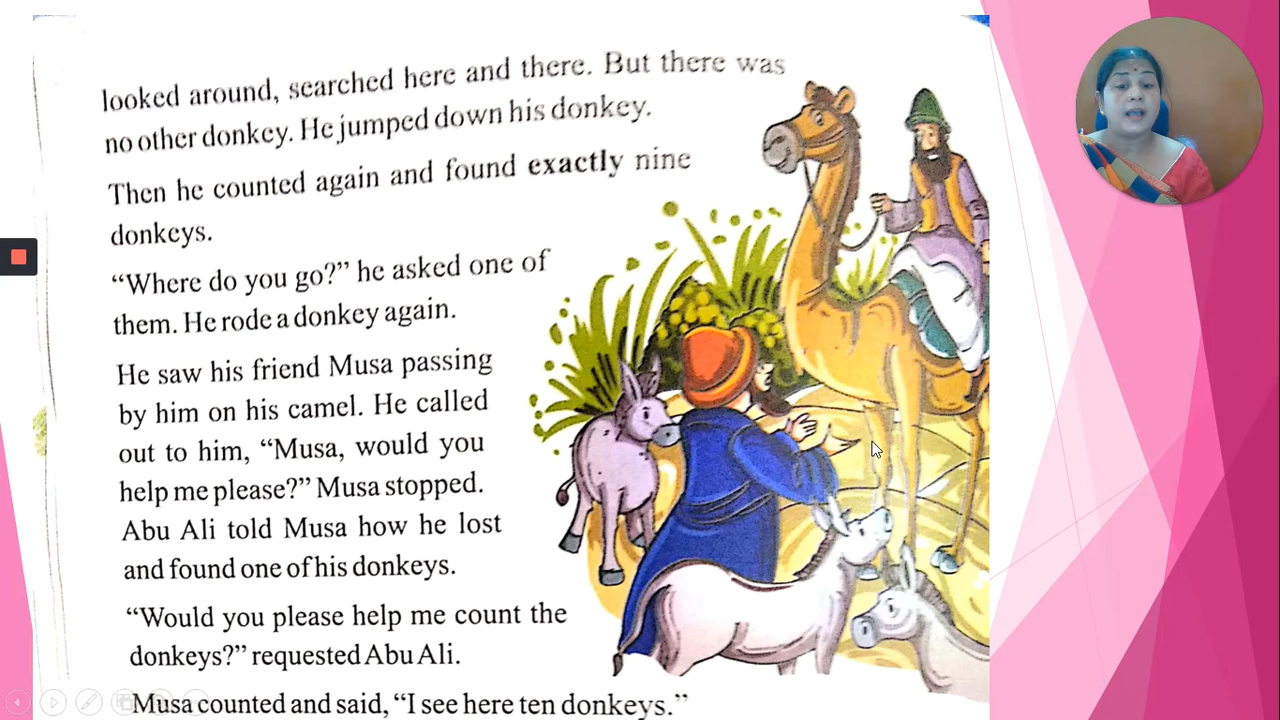 looked around, searched here and there. But there was
no other donkey. He jumped down his donkey.
Then he counted again and found exactly nine
donkeys.
“Where do you go?” he asked one of
them. He rode a donkey again.
He saw his friend Musa passing
by him on his camel. He called
out to him, “Musa, would you
help me please?” Musa stopped.
Abu Ali told Musa how he lost
and found one of his donkeys.
“Would you please help me count the
donkeys?” requested Abu Ali.
Musa counted and said, “I see here ten donkeys.”